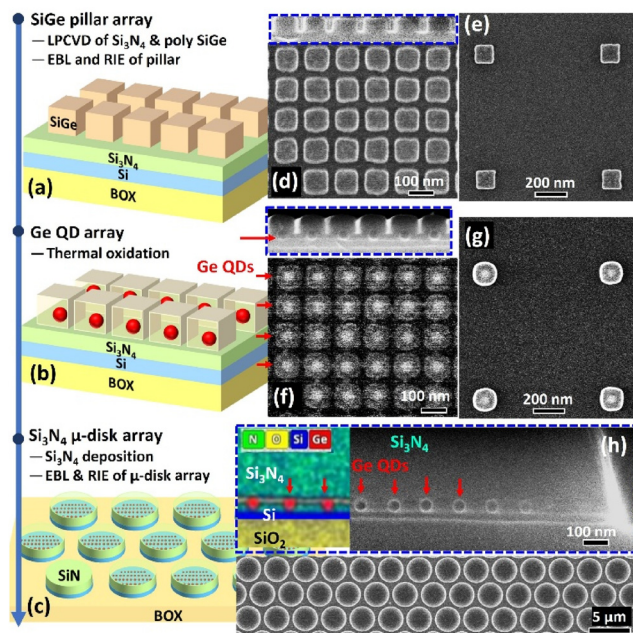 SiGe pillar array
— LPCVD of Si₃N₄ & poly SiGe
— EBL and RIE of pillar
SiGe
Si₃N₄
Si
BOX
(a)
(d)
100 nm
(e)
200 nm
Ge QD array
— Thermal oxidation
Si₃N₄
Si
BOX
(b)
Ge QDs
(f)
100 nm
(g)
200 nm
Si₃N₄ μ-disk array
— Si₃N₄ deposition
— EBL & RIE of μ-disk array
SiN
(c)
BOX
N O Si Ge
Si₃N₄
Si
SiO₂
Si₃N₄
(h)
Ge QDs
100 nm
5 μm